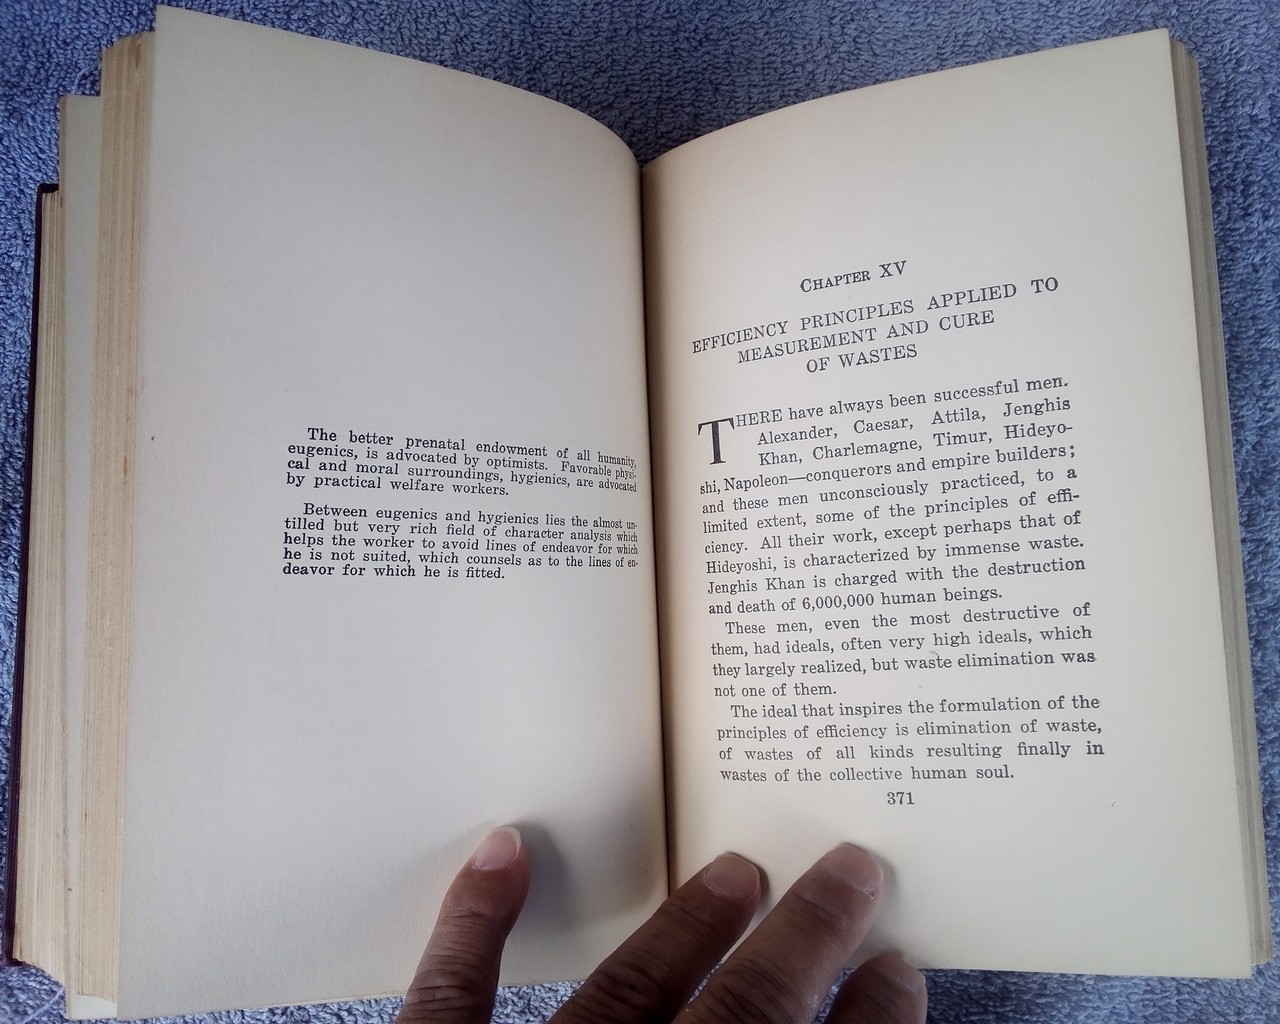 The better prenatal endowment of all humanity,
eugenics, is advocated by optimists. Favorable physi-
cal and moral surroundings, hygienics, are advocated
by practical welfare workers.
Between eugenics and hygienics lies the almost un-
tilled but very rich field of character analysis which
helps the worker to avoid lines of endeavor for which
he is not suited, which counsels as to the lines of en-
deavor for which he is fitted.
CHAPTER XV
EFFICIENCY PRINCIPLES APPLIED TO
MEASUREMENT AND CURE
OF WASTES
THERE have always been successful men.
Alexander, Caesar, Attila, Jenghis
Khan, Charlemagne, Timur, Hideyo-
shi, Napoleon—conquerors and empire builders;
and these men unconsciously practiced, to a
limited extent, some of the principles of effi-
ciency. All their work, except perhaps that of
Hideyoshi, is characterized by immense waste.
Jenghis Khan is charged with the destruction
and death of 6,000,000 human beings.
These men, even the most destructive of
them, had ideals, often very high ideals, which
they largely realized, but waste elimination was
not one of them.
The ideal that inspires the formulation of the
principles of efficiency is elimination of waste,
of wastes of all kinds resulting finally in
wastes of the collective human soul.
371